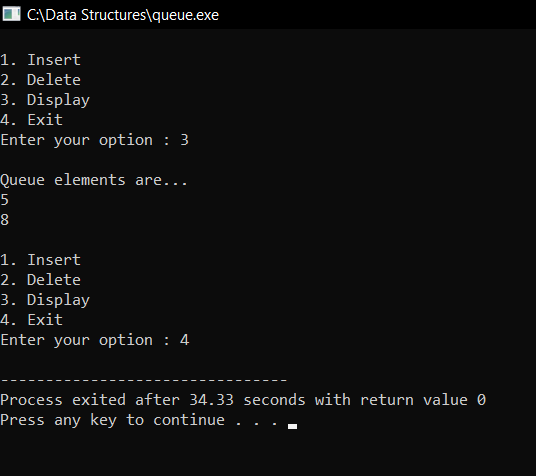 C:\Data Structures\queue.exe
1. Insert
2. Delete
3. Display
4. Exit
Enter your option : 3
Queue elements are...
5
8
1. Insert
2. Delete
3. Display
4. Exit
Enter your option : 4
--------------------------------
Process exited after 34.33 seconds with return value 0
Press any key to continue . . .